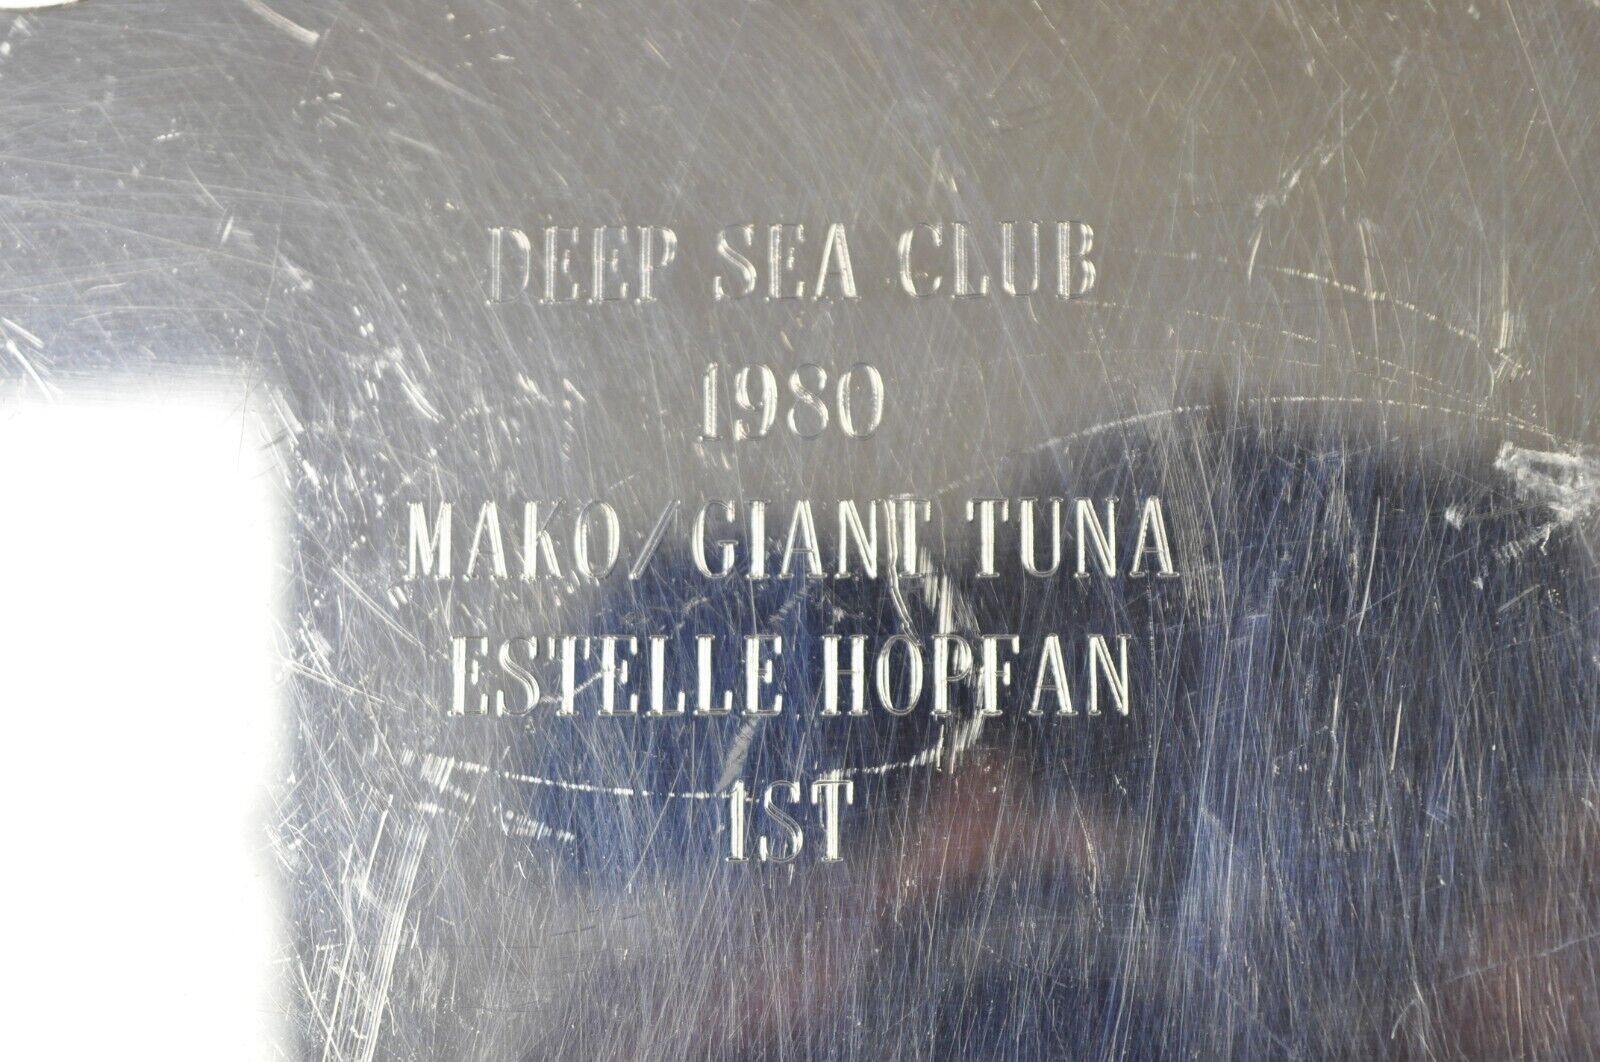 DEEP SEA CLUB
1980
MAKO/GIANT TUNA
ESTELLE HOPFAN
1ST